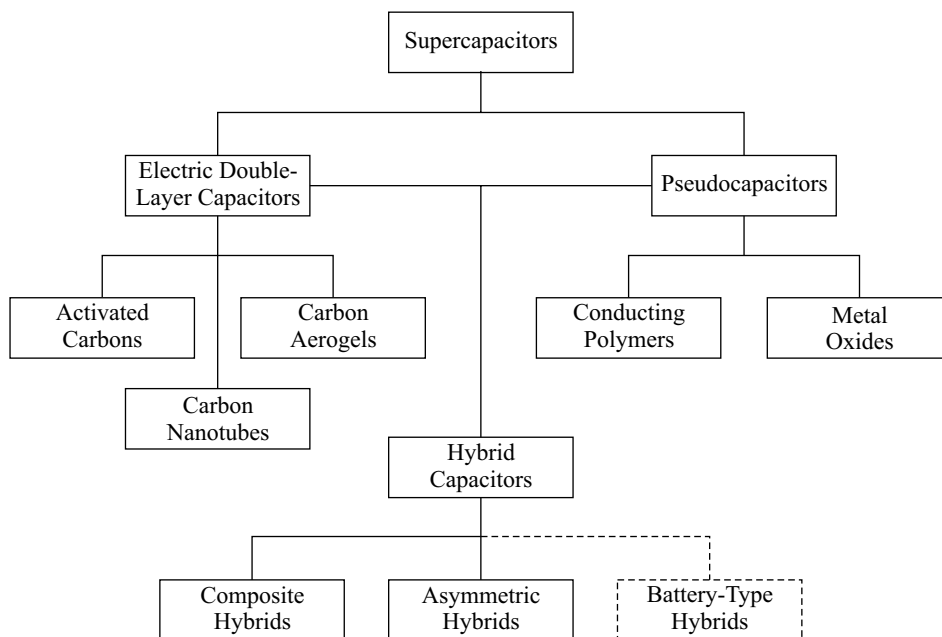 Supercapacitors
Electric Double-
Layer Capacitors
Pseudocapacitors
Activated
Carbons
Carbon
Aerogels
Conducting
Polymers
Metal
Oxides
Carbon
Nanotubes
Hybrid
Capacitors
Composite
Hybrids
Asymmetric
Hybrids
Battery-Type
Hybrids